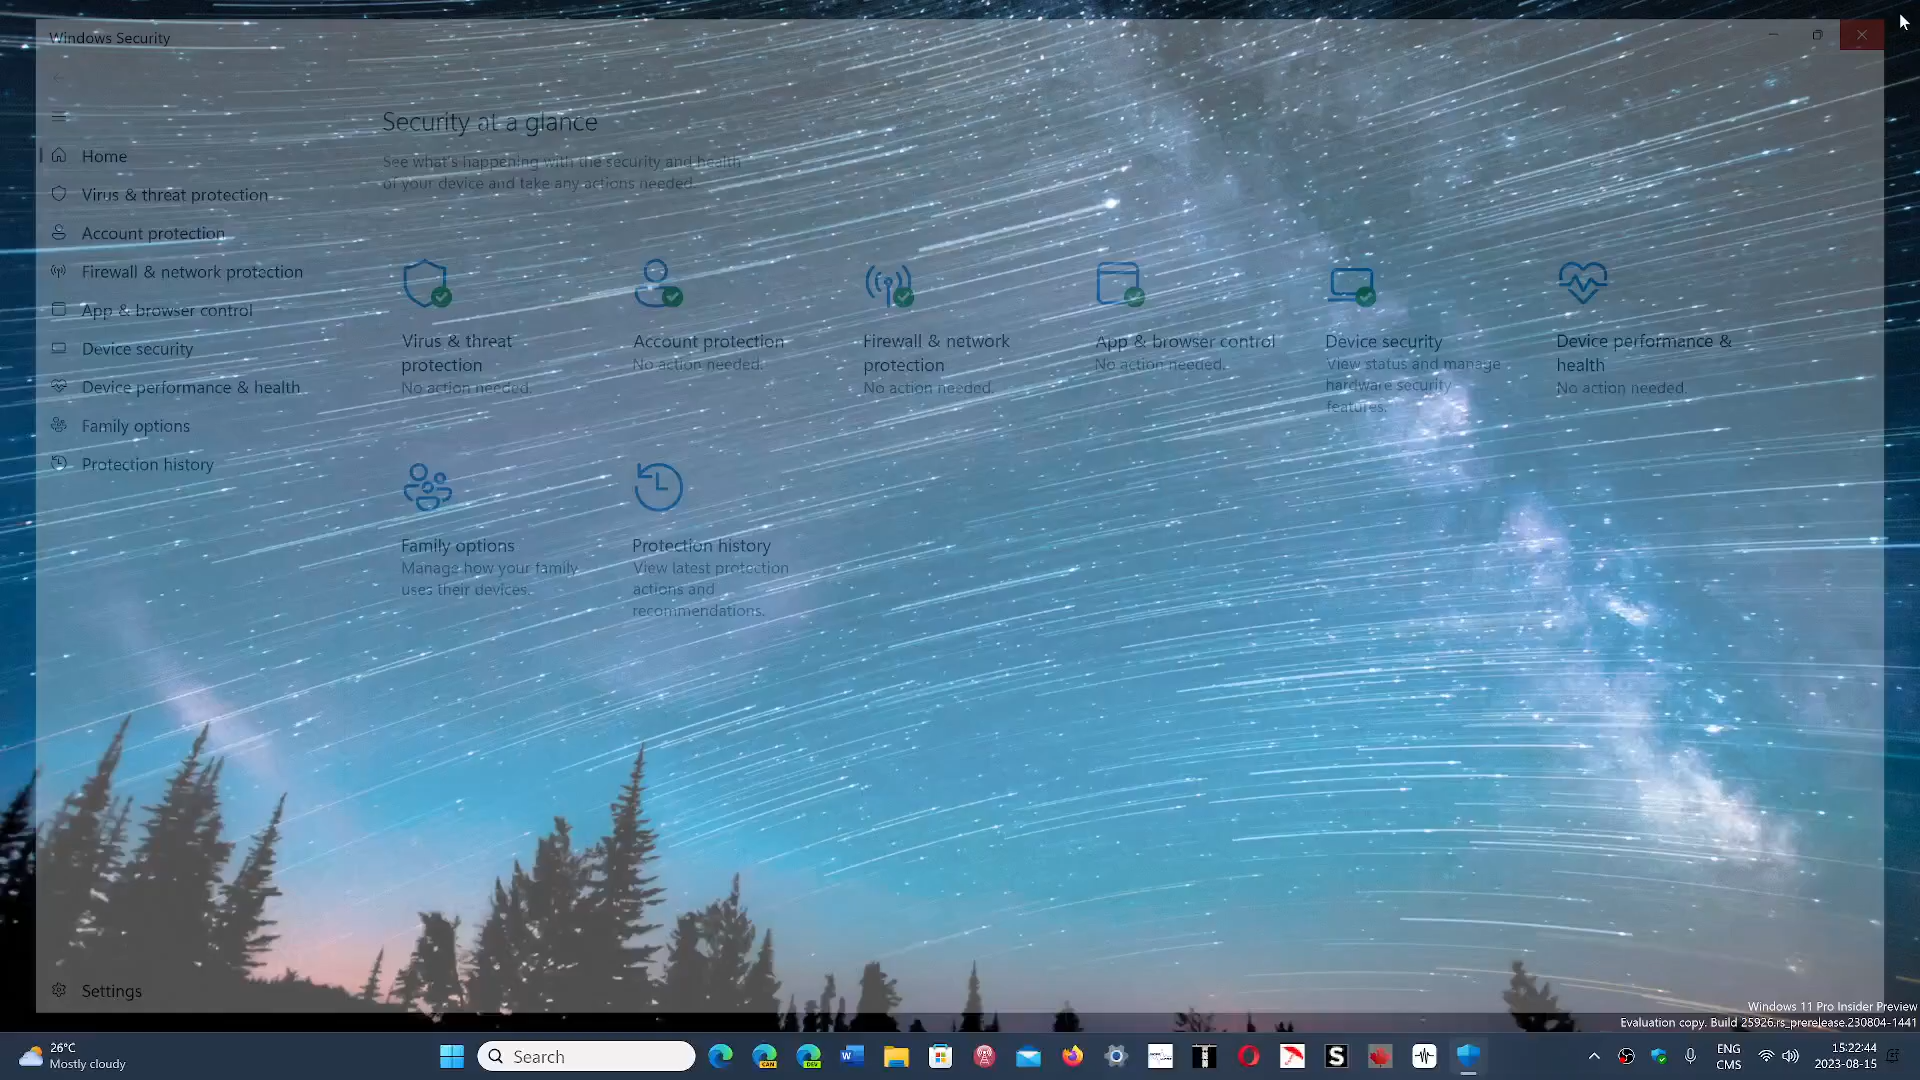 Windows Security
Security at a glance
See what's happening with the security and health
of your device and take any actions needed.
Home
Virus & threat protection
Account protection
Firewall & network protection
App & browser control
Device security
Device performance & health
Family options
Protection history
Virus & threat
protection
No action needed.
Account protection
No action needed.
Firewall & network
protection
No action needed.
App & browser control
No action needed.
Device security
View status and manage
hardware security
features.
Device performance &
health
No action needed.
Family options
Manage how your family
uses their devices.
Protection history
View latest protection
actions and
recommendations.
Settings
Windows 11 Pro Insider Preview
Evaluation copy. Build 25926.rs_prerelease.230804-1441
26°C
Mostly cloudy
Search
CAN
DEV
W
S
ENG
CMS
15:22:44
2023-08-15